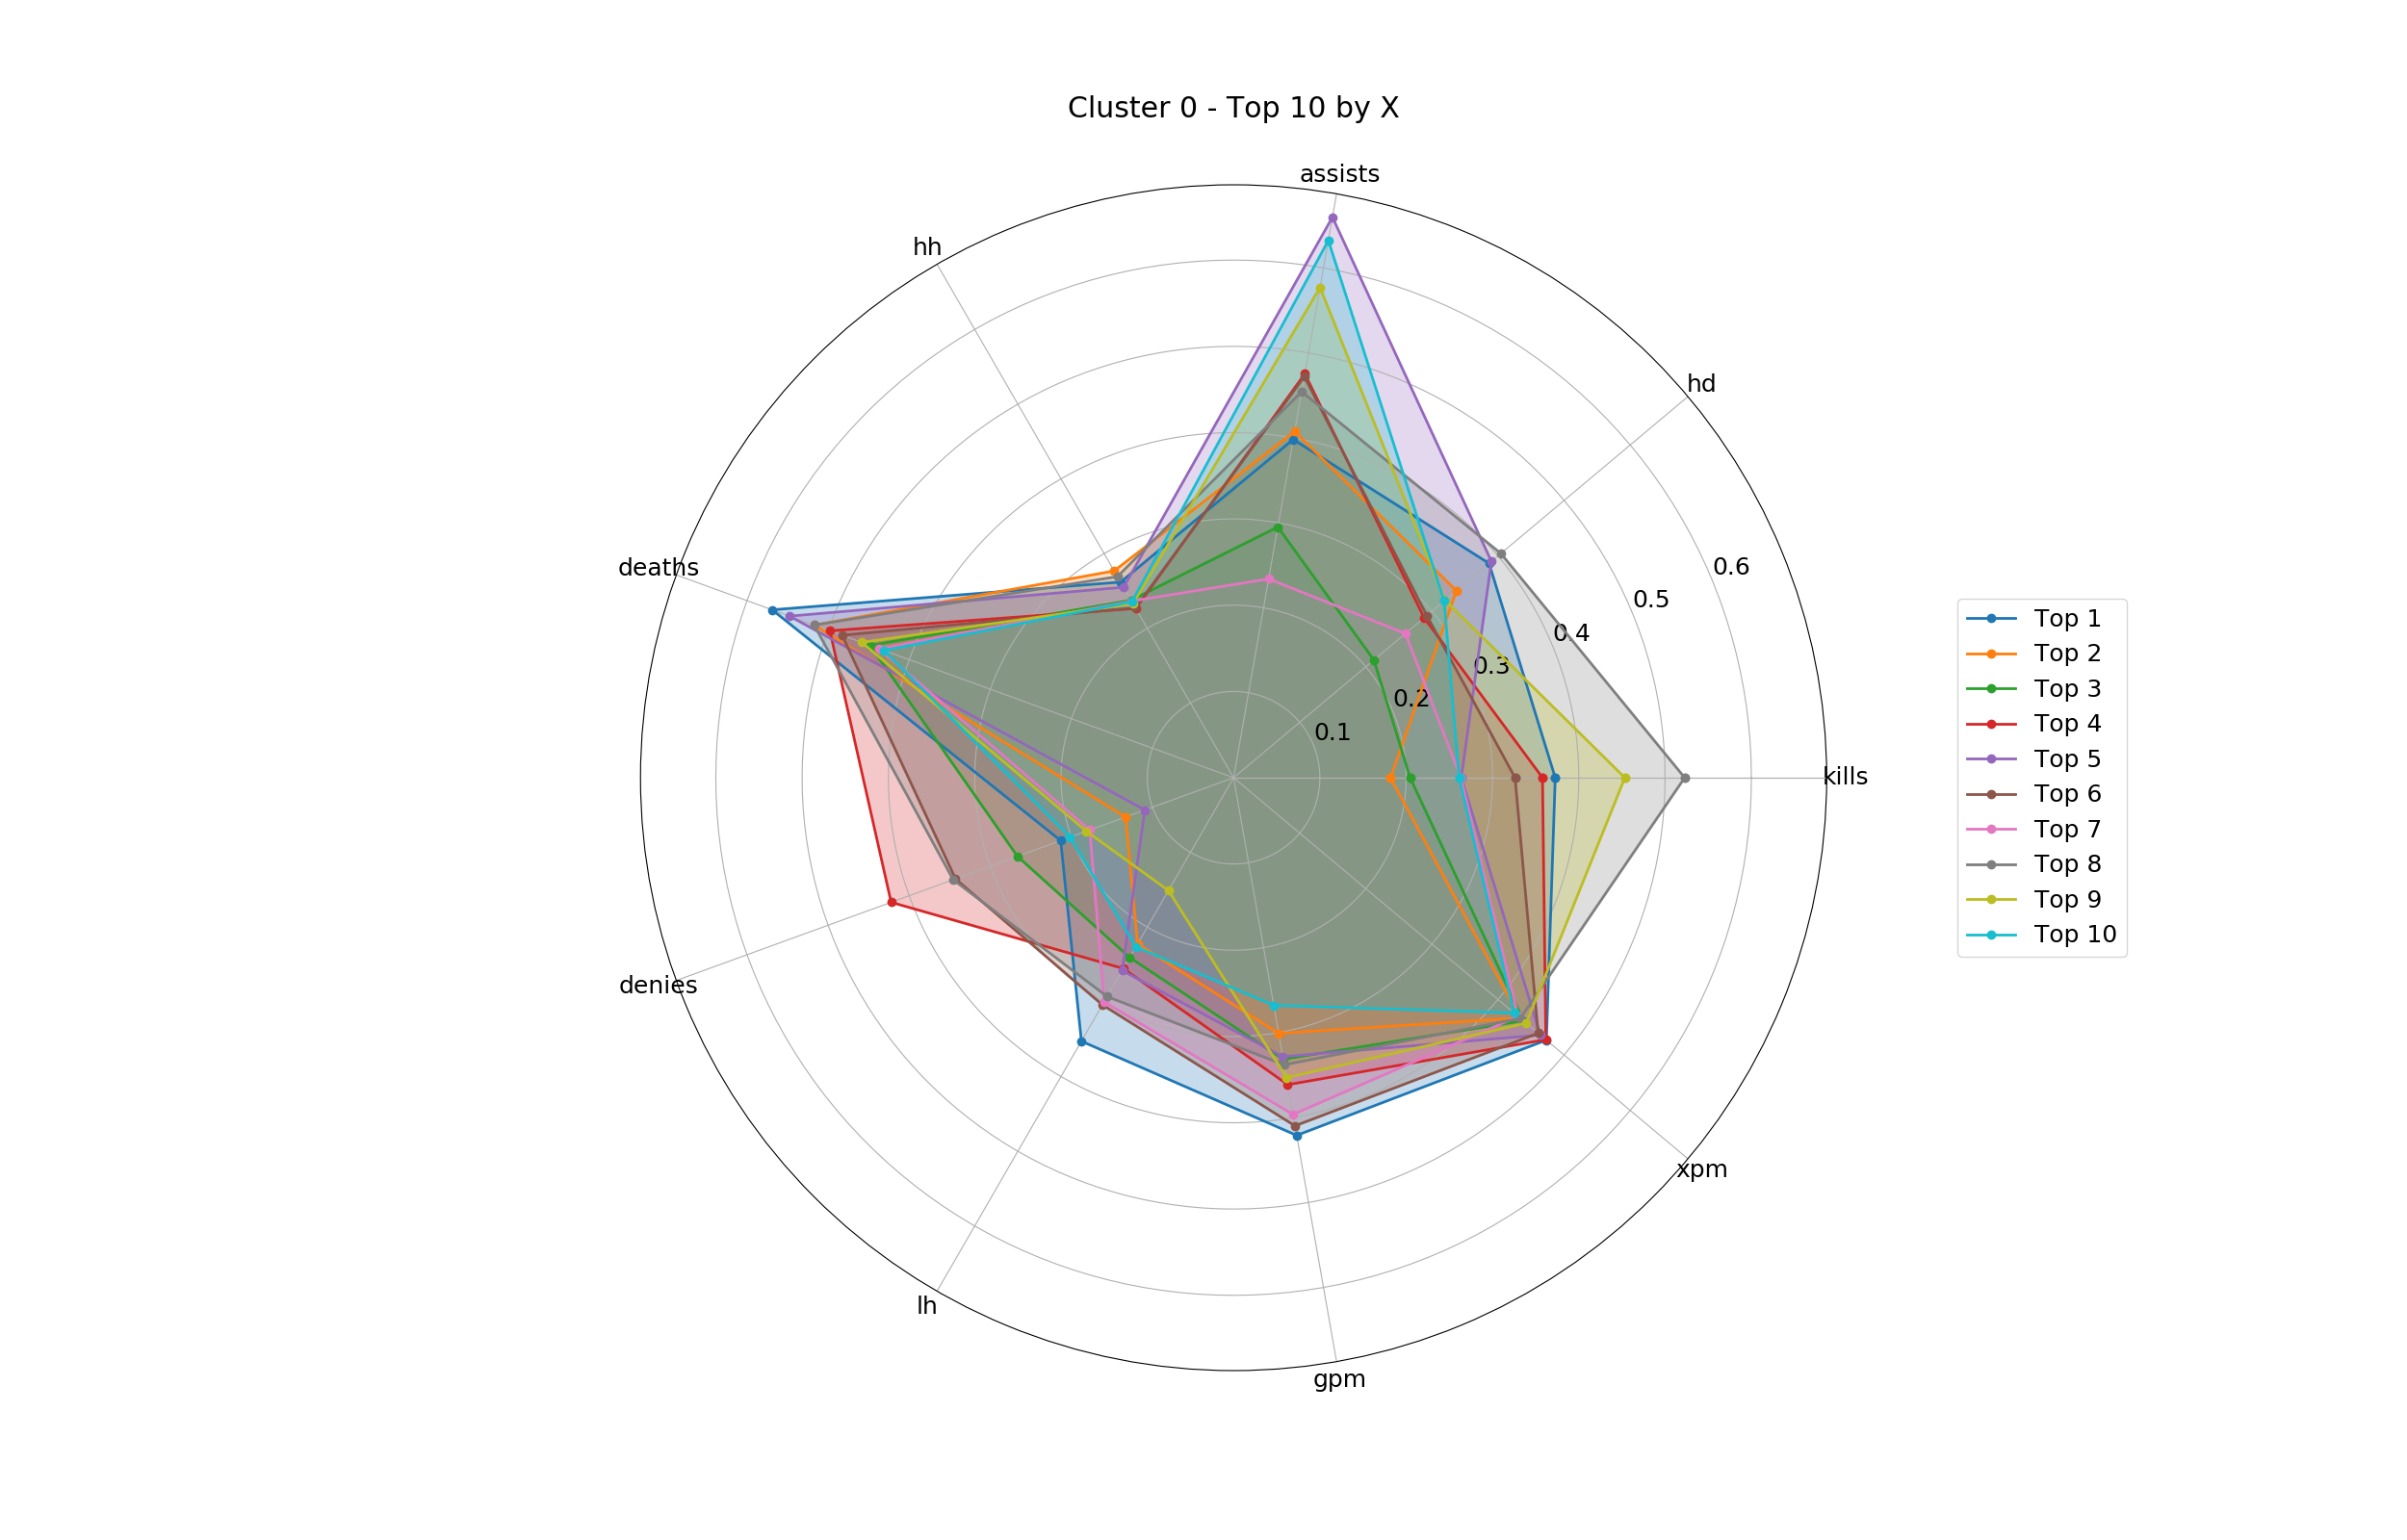 Cluster 0 - Top 10 by X
assists
hh
hd
deaths
0.6
0.5
0.4
0.3
0.2
0.1
kills
denies
xpm
lh
gpm
Top 1
Top 2
Top 3
Top 4
Top 5
Top 6
Top 7
Top 8
Top 9
Top 10